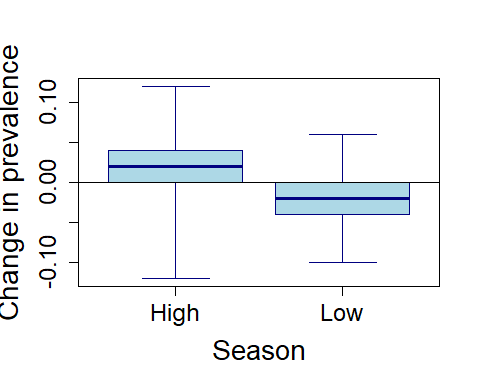 Change in prevalence
0.10
0.00
-0.10
High
Low
Season